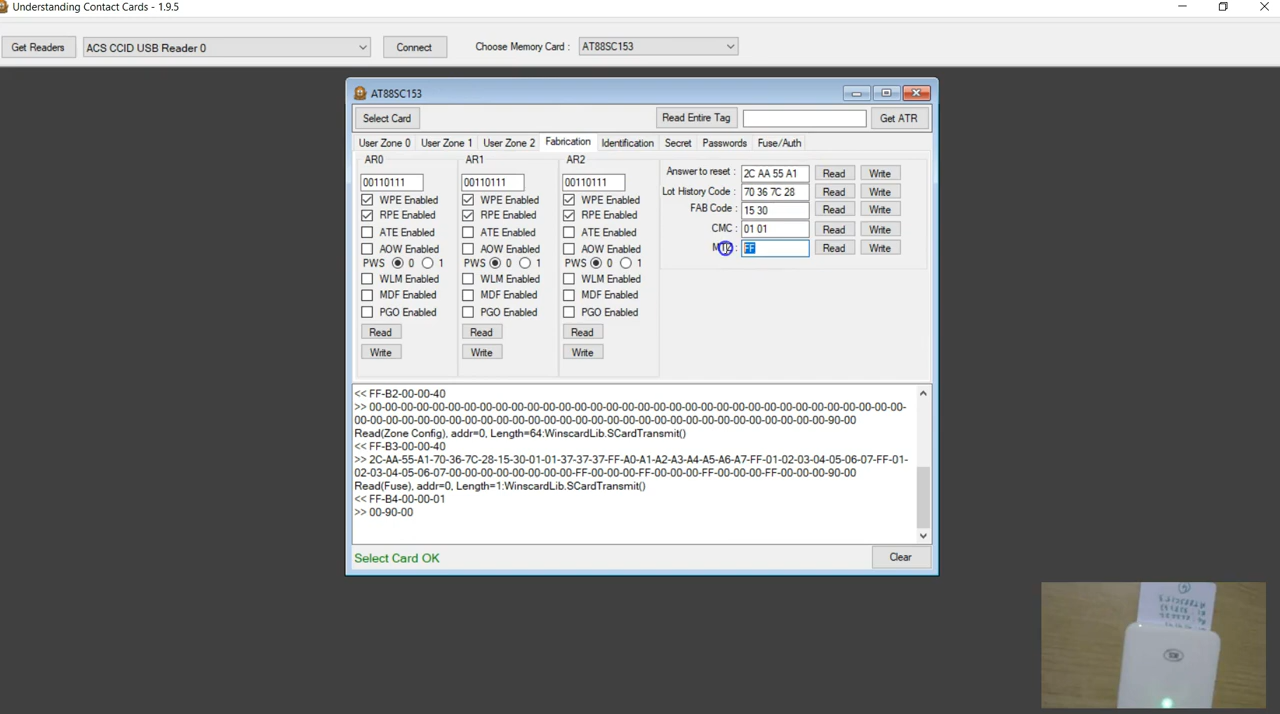 Understanding Contact Cards - 1.9.5
Get Readers ACS CCID USB Reader 0 Connect Choose Memory Card : AT88SC153
AT88SC153
Select Card Read Entire Tag Get ATR
User Zone 0 User Zone 1 User Zone 2 Fabrication Identification Secret Passwords Fuse/Auth
AR0 AR1 AR2
00110111 00110111 00110111
WPE Enabled WPE Enabled WPE Enabled
RPE Enabled RPE Enabled RPE Enabled
ATE Enabled ATE Enabled ATE Enabled
AOW Enabled AOW Enabled AOW Enabled
PWS 0 1 PWS 0 1 PWS 0 1
WLM Enabled WLM Enabled WLM Enabled
MDF Enabled MDF Enabled MDF Enabled
PGO Enabled PGO Enabled PGO Enabled
Read Read Read
Write Write Write
Answer to reset : 2C AA 55 A1 Read Write
Lot History Code : 70 36 7C 28 Read Write
FAB Code : 15 30 Read Write
CMC : 01 01 Read Write
MTZ : FF Read Write
<< FF-B2-00-00-40
>> 00-00-00-00-00-00-00-00-00-00-00-00-00-00-00-00-00-00-00-00-00-00-00-00-00-00-00-00-00-00-00-00-00-00-
00-00-00-00-00-00-00-00-00-00-00-00-00-00-00-00-00-00-00-00-00-00-00-00-00-00-00-00-00-00-90-00
Read(Zone Config), addr=0, Length=64:WinscardLib.SCardTransmit()
<< FF-B3-00-00-40
>> 2C-AA-55-A1-70-36-7C-28-15-30-01-01-37-37-37-FF-A0-A1-A2-A3-A4-A5-A6-A7-FF-01-02-03-04-05-06-07-FF-01-
02-03-04-05-06-07-00-00-00-00-00-00-00-00-FF-00-00-00-FF-00-00-00-FF-00-00-00-FF-00-00-00-90-00
Read(Fuse), addr=0, Length=1:WinscardLib.SCardTransmit()
<< FF-B4-00-00-01
>> 00-90-00
Select Card OK Clear